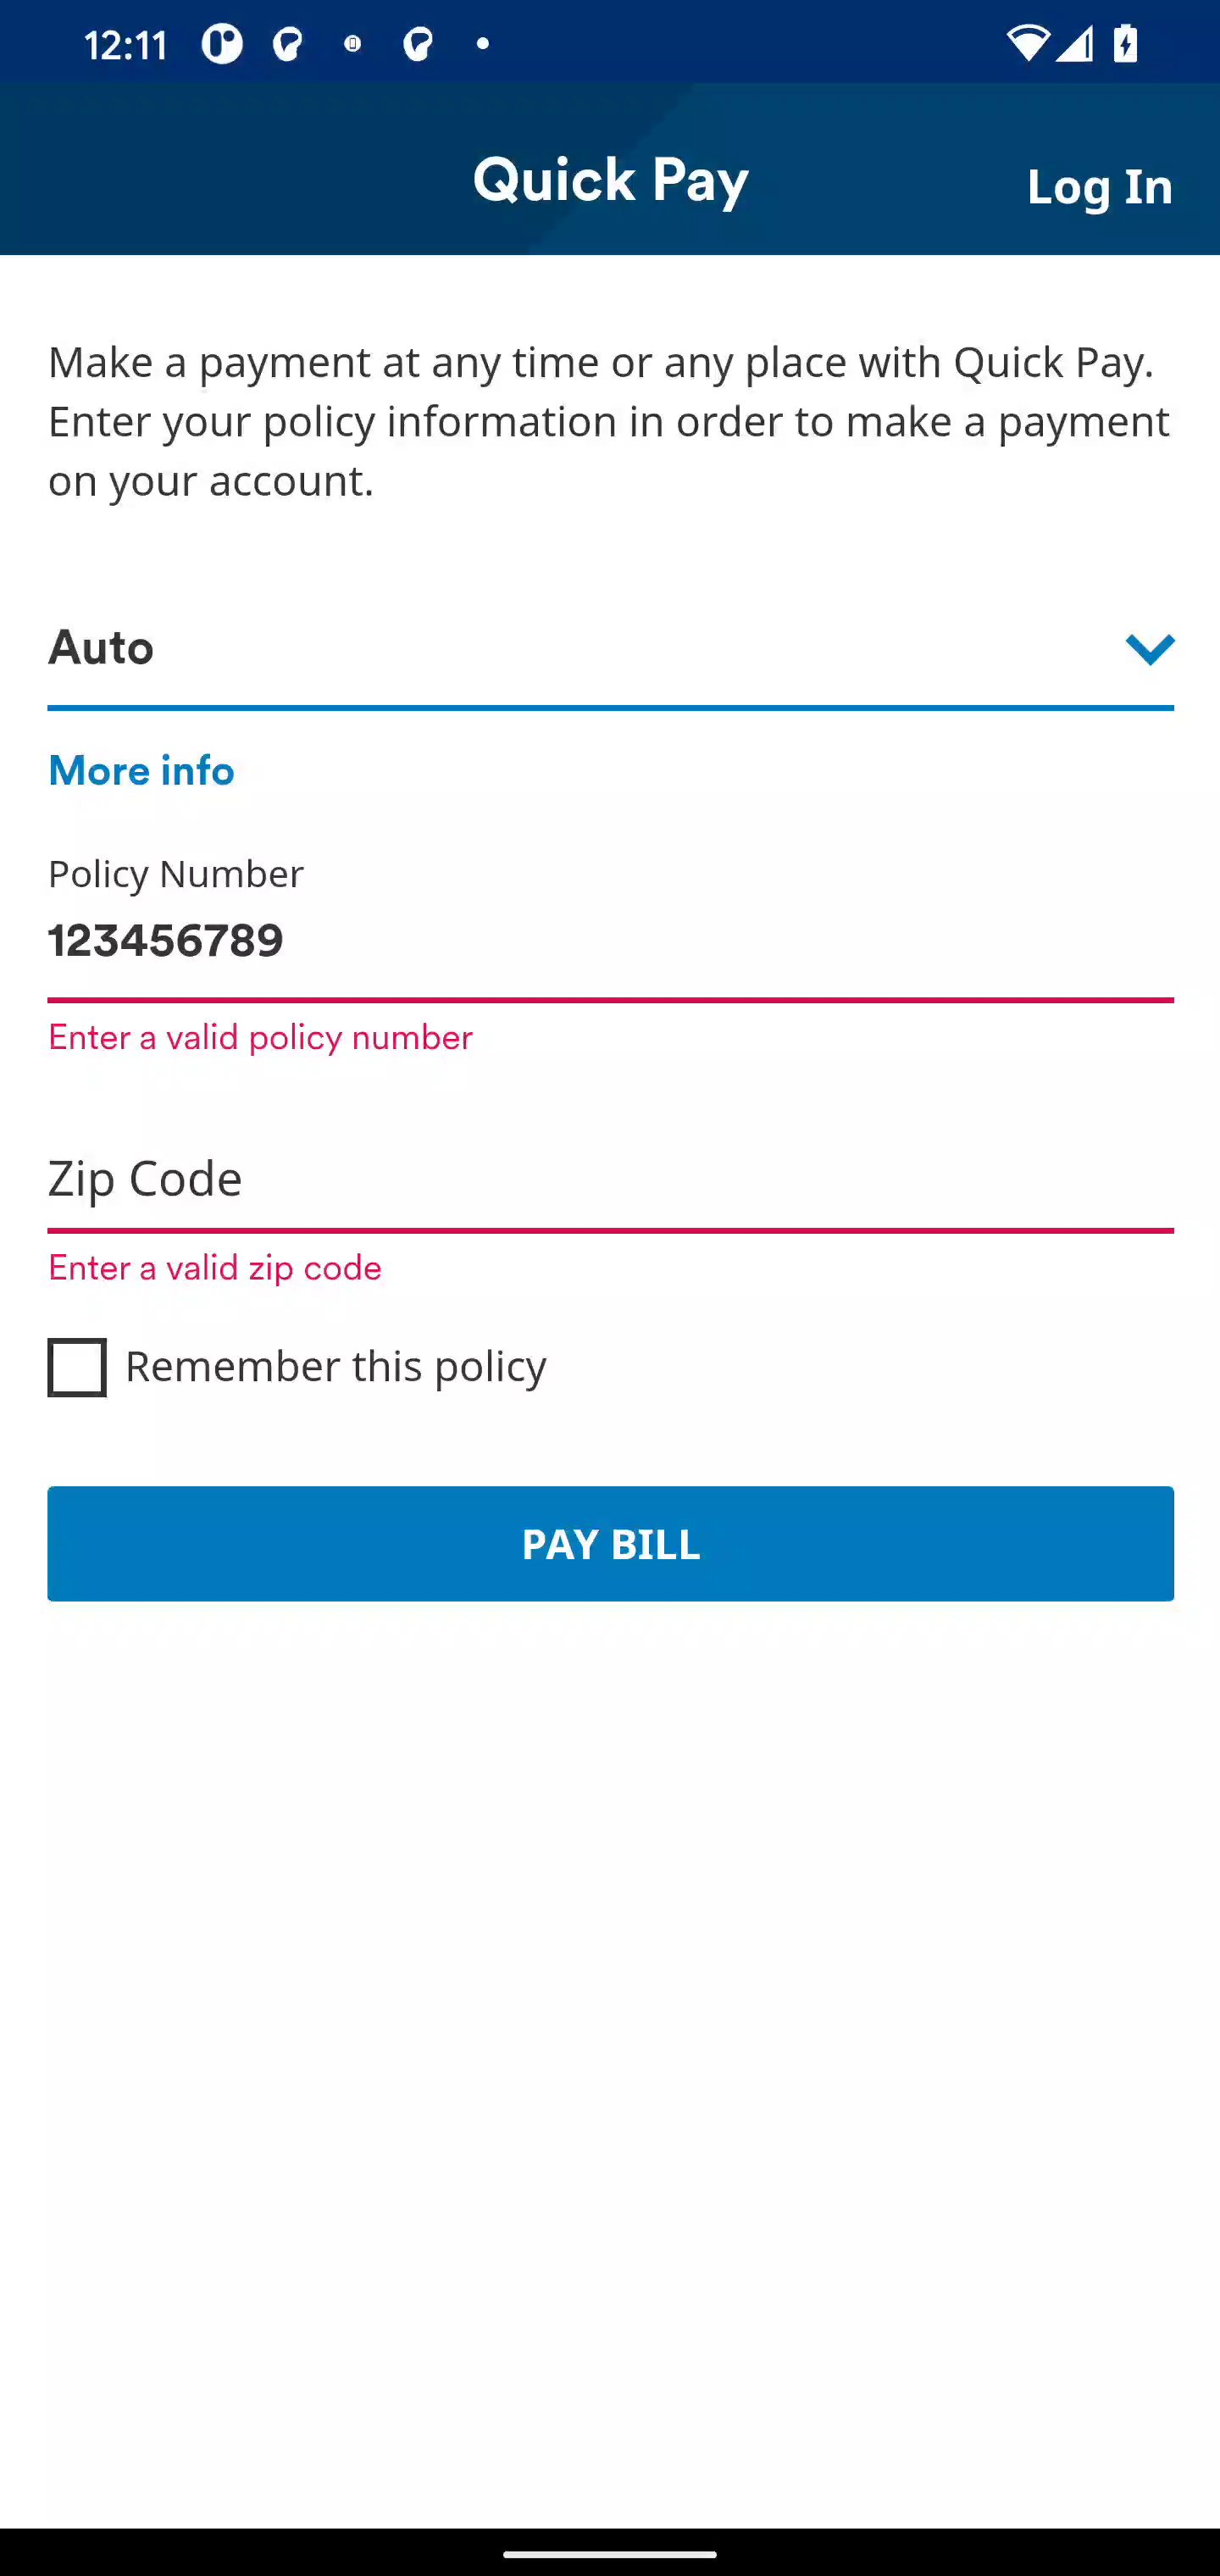 12:11
Quick Pay
Log In
Make a payment at any time or any place with Quick Pay.
Enter your policy information in order to make a payment
on your account.
Auto
More info
Policy Number
123456789
Enter a valid policy number
Zip Code
Enter a valid zip code
Remember this policy
PAY BILL